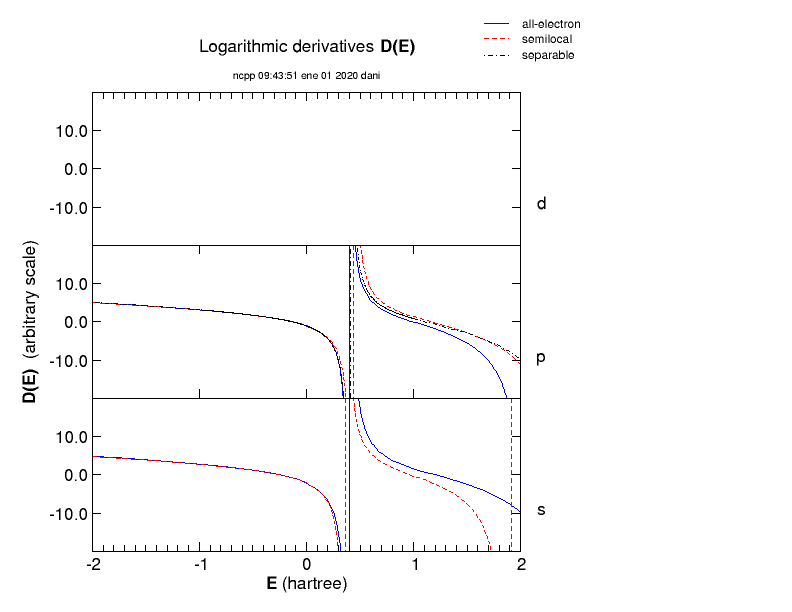 all-electron
semilocal
separable
Logarithmic derivatives D(E)
ncpp 09:43:51 ene 01 2020 dani
10.0
0.0
-10.0
d
10.0
0.0
-10.0
p
10.0
0.0
-10.0
s
D(E) (arbitrary scale)
-2 -1 0 1 2
E (hartree)